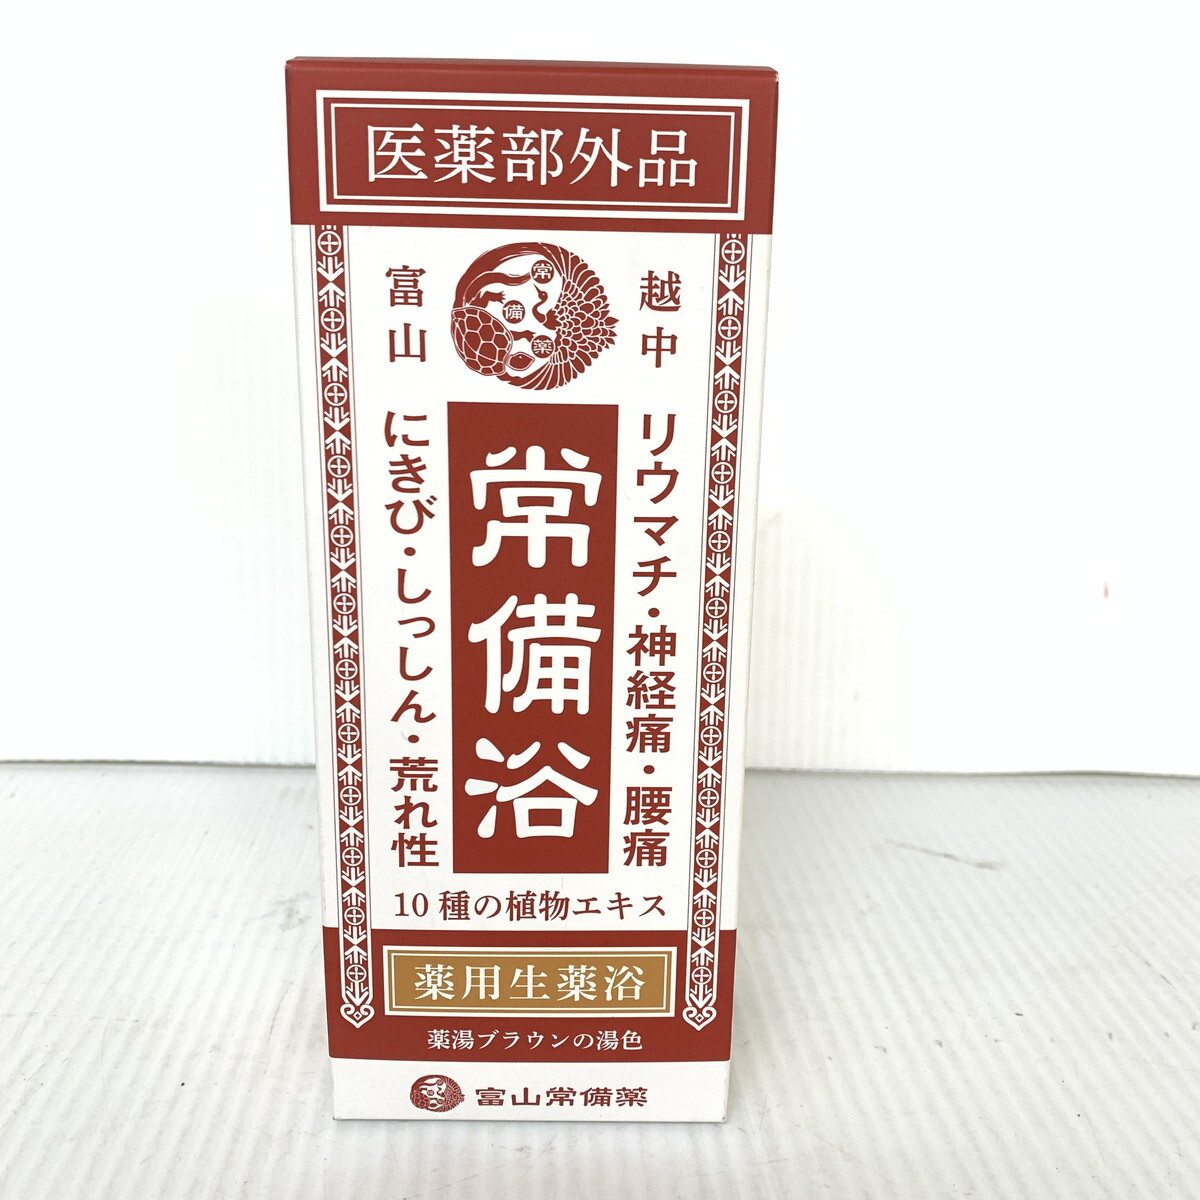 医薬部外品
越中
富山
常
備
薬
リウマチ・神経痛・腰痛
常備浴
にきび・しっしん・荒れ性
10種の植物エキス
薬用生薬浴
薬湯ブラウンの湯色
富山常備薬